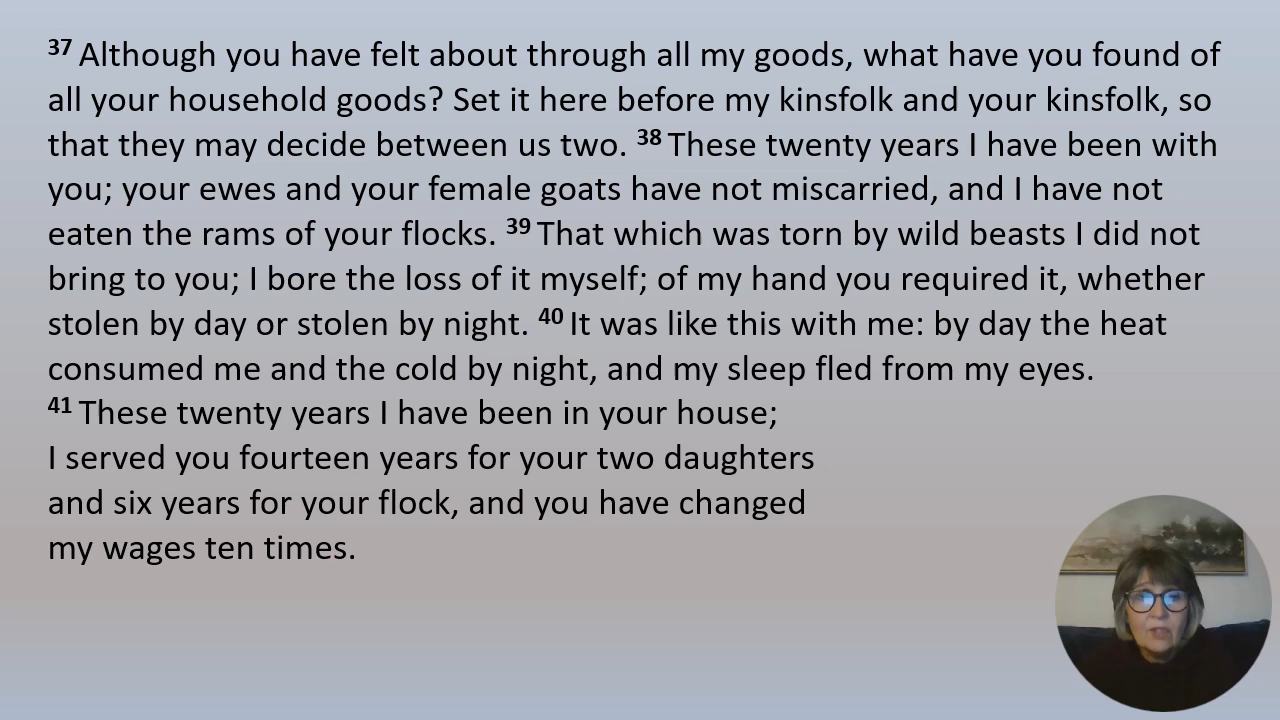 37 Although you have felt about through all my goods, what have you found of
all your household goods? Set it here before my kinsfolk and your kinsfolk, so
that they may decide between us two. 38 These twenty years I have been with
you; your ewes and your female goats have not miscarried, and I have not
eaten the rams of your flocks. 39 That which was torn by wild beasts I did not
bring to you; I bore the loss of it myself; of my hand you required it, whether
stolen by day or stolen by night. 40 It was like this with me: by day the heat
consumed me and the cold by night, and my sleep fled from my eyes.
41 These twenty years I have been in your house;
I served you fourteen years for your two daughters
and six years for your flock, and you have changed
my wages ten times.